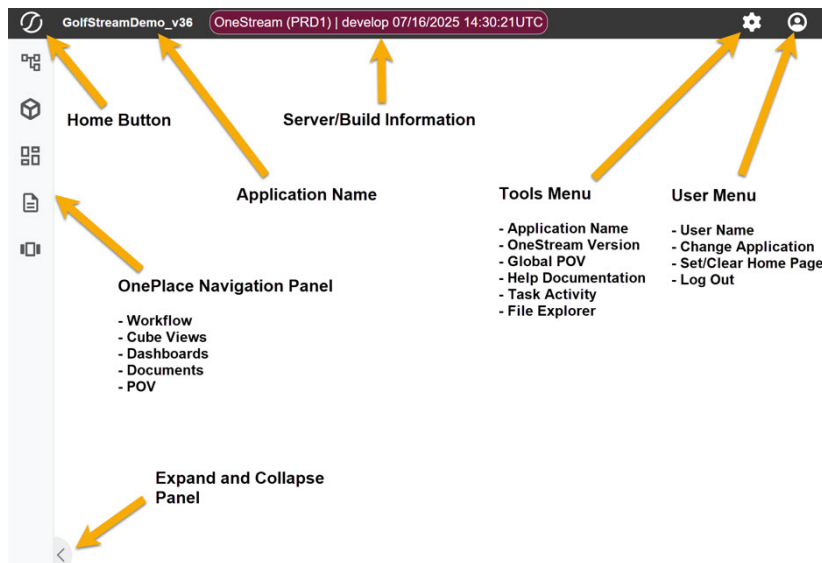 GolfStreamDemo_v36
OneStream (PRD1) | develop 07/16/2025 14:30:21UTC
Home Button
Server/Build Information
Application Name
Tools Menu
- Application Name
- OneStream Version
- Global POV
- Help Documentation
- Task Activity
- File Explorer
User Menu
- User Name
- Change Application
- Set/Clear Home Page
- Log Out
OnePlace Navigation Panel
- Workflow
- Cube Views
- Dashboards
- Documents
- POV
Expand and Collapse
Panel